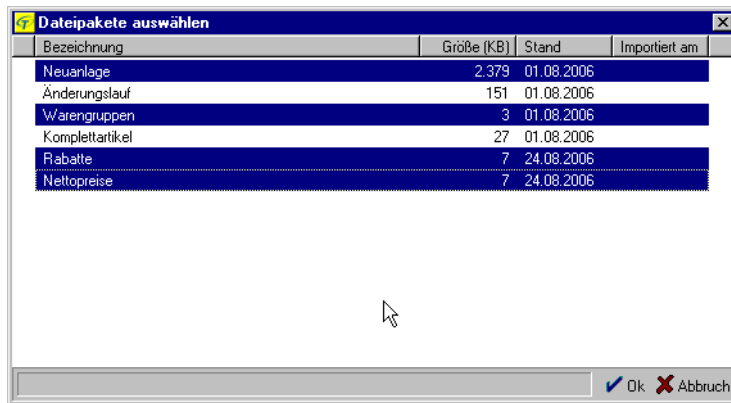 Dateipakete auswählen
Bezeichnung Größe (KB) Stand Importiert am
Neuanlage 2.379 01.08.2006
Änderungslauf 151 01.08.2006
Warengruppen 3 01.08.2006
Komplettartikel 27 01.08.2006
Rabatte 7 24.08.2006
Nettopreise 7 24.08.2006
Ok Abbruch